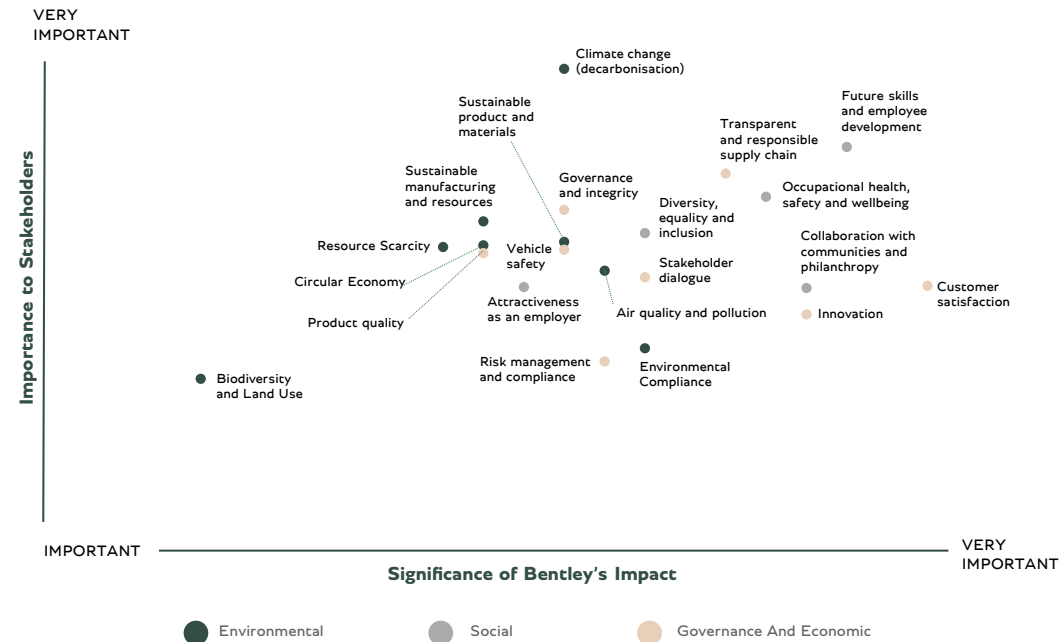 VERY
IMPORTANT
Climate change
(decarbonisation)
Sustainable
product and
materials
Future skills
and employee
development
Transparent
and responsible
supply chain
Sustainable
manufacturing
and resources
Governance
and integrity
Occupational health,
safety and wellbeing
Diversity,
equality and
inclusion
Resource Scarcity
Vehicle
safety
Collaboration with
communities and
philanthropy
Stakeholder
dialogue
Circular Economy
Customer
satisfaction
Attractiveness
as an employer
Air quality and pollution
Innovation
Product quality
Risk management
and compliance
Environmental
Compliance
Biodiversity
and Land Use
Importance to Stakeholders
IMPORTANT
VERY
IMPORTANT
Significance of Bentley's Impact
Environmental
Social
Governance And Economic